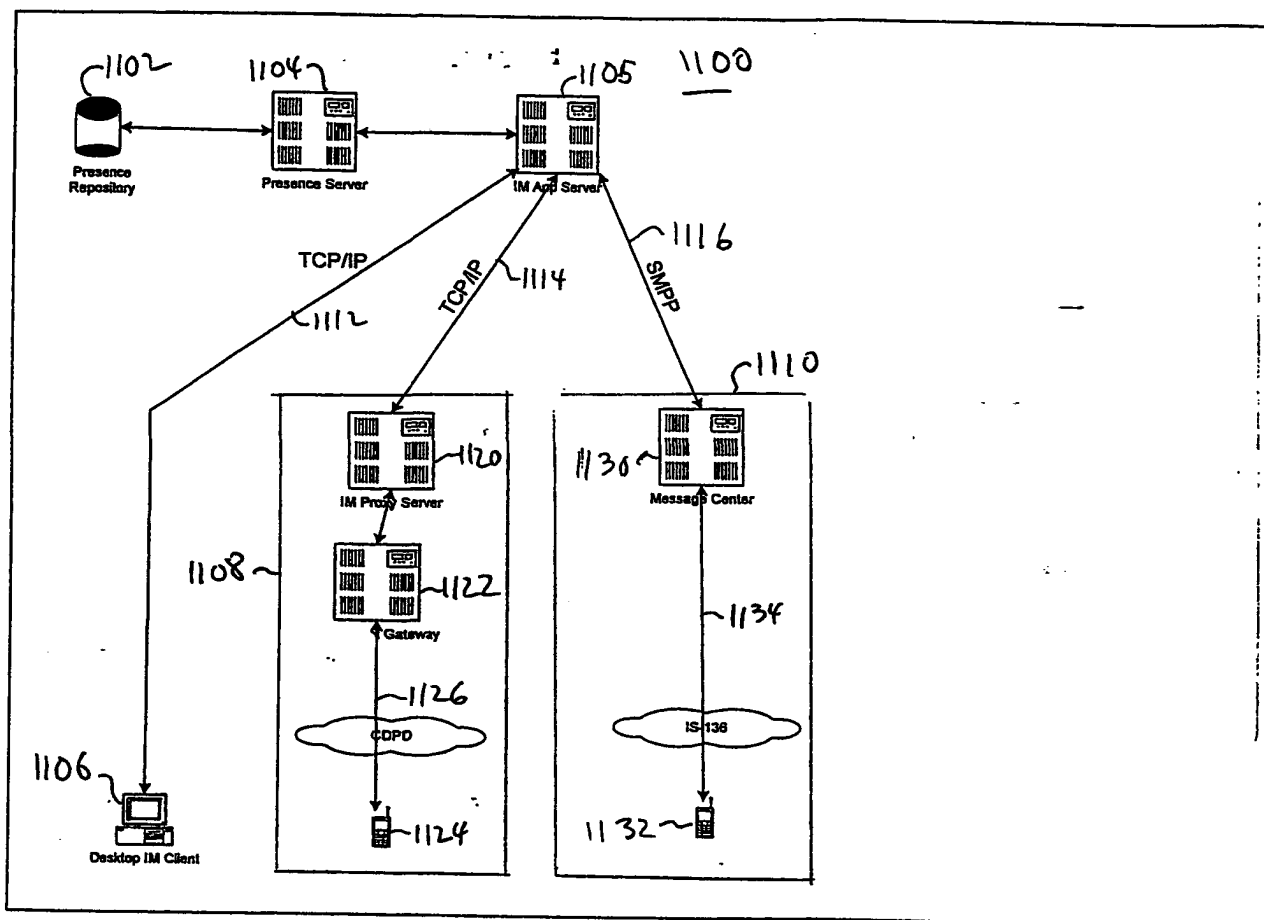 1102
1104
1105
1100
Presence
Repository
Presence Server
IM App Server
TCP/IP
1112
TCP/IP
1114
1116
SMPP
1110
1120
IM Proxy Server
1130
Message Center
1108
1122
Gateway
1134
1126
CDPD
IS-136
1106
Desktop IM Client
1124
1132